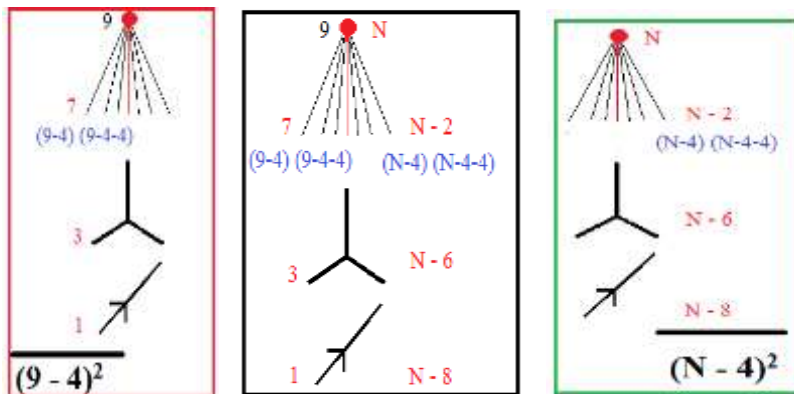 9
7
(9-4) (9-4-4)
3
1
(9 - 4)²
9 N
7 N - 2
(9-4) (9-4-4) (N-4) (N-4-4)
3 N - 6
1 N - 8
N
N - 2
(N-4) (N-4-4)
N - 6
N - 8
(N - 4)²